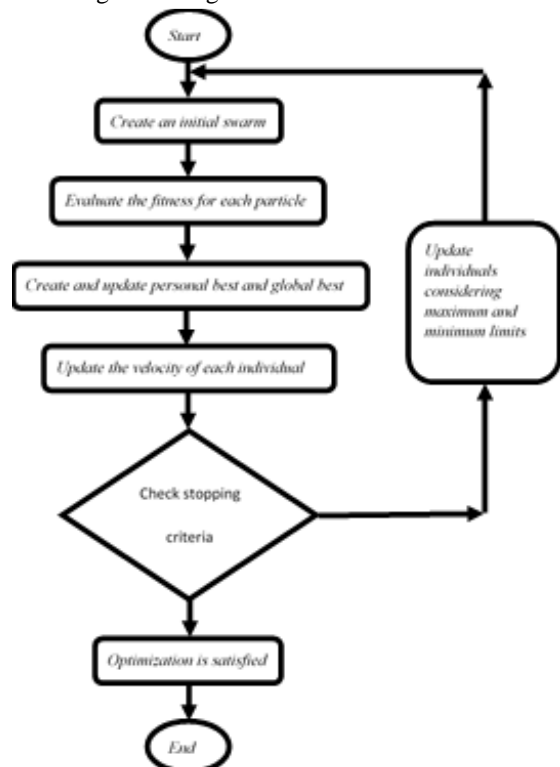 Start
Create an initial swarm
Evaluate the fitness for each particle
Create and update personal best and global best
Update the velocity of each individual
Update
individuals
considering
maximum and
minimum limits
Check stopping
criteria
Optimization is satisfied
End